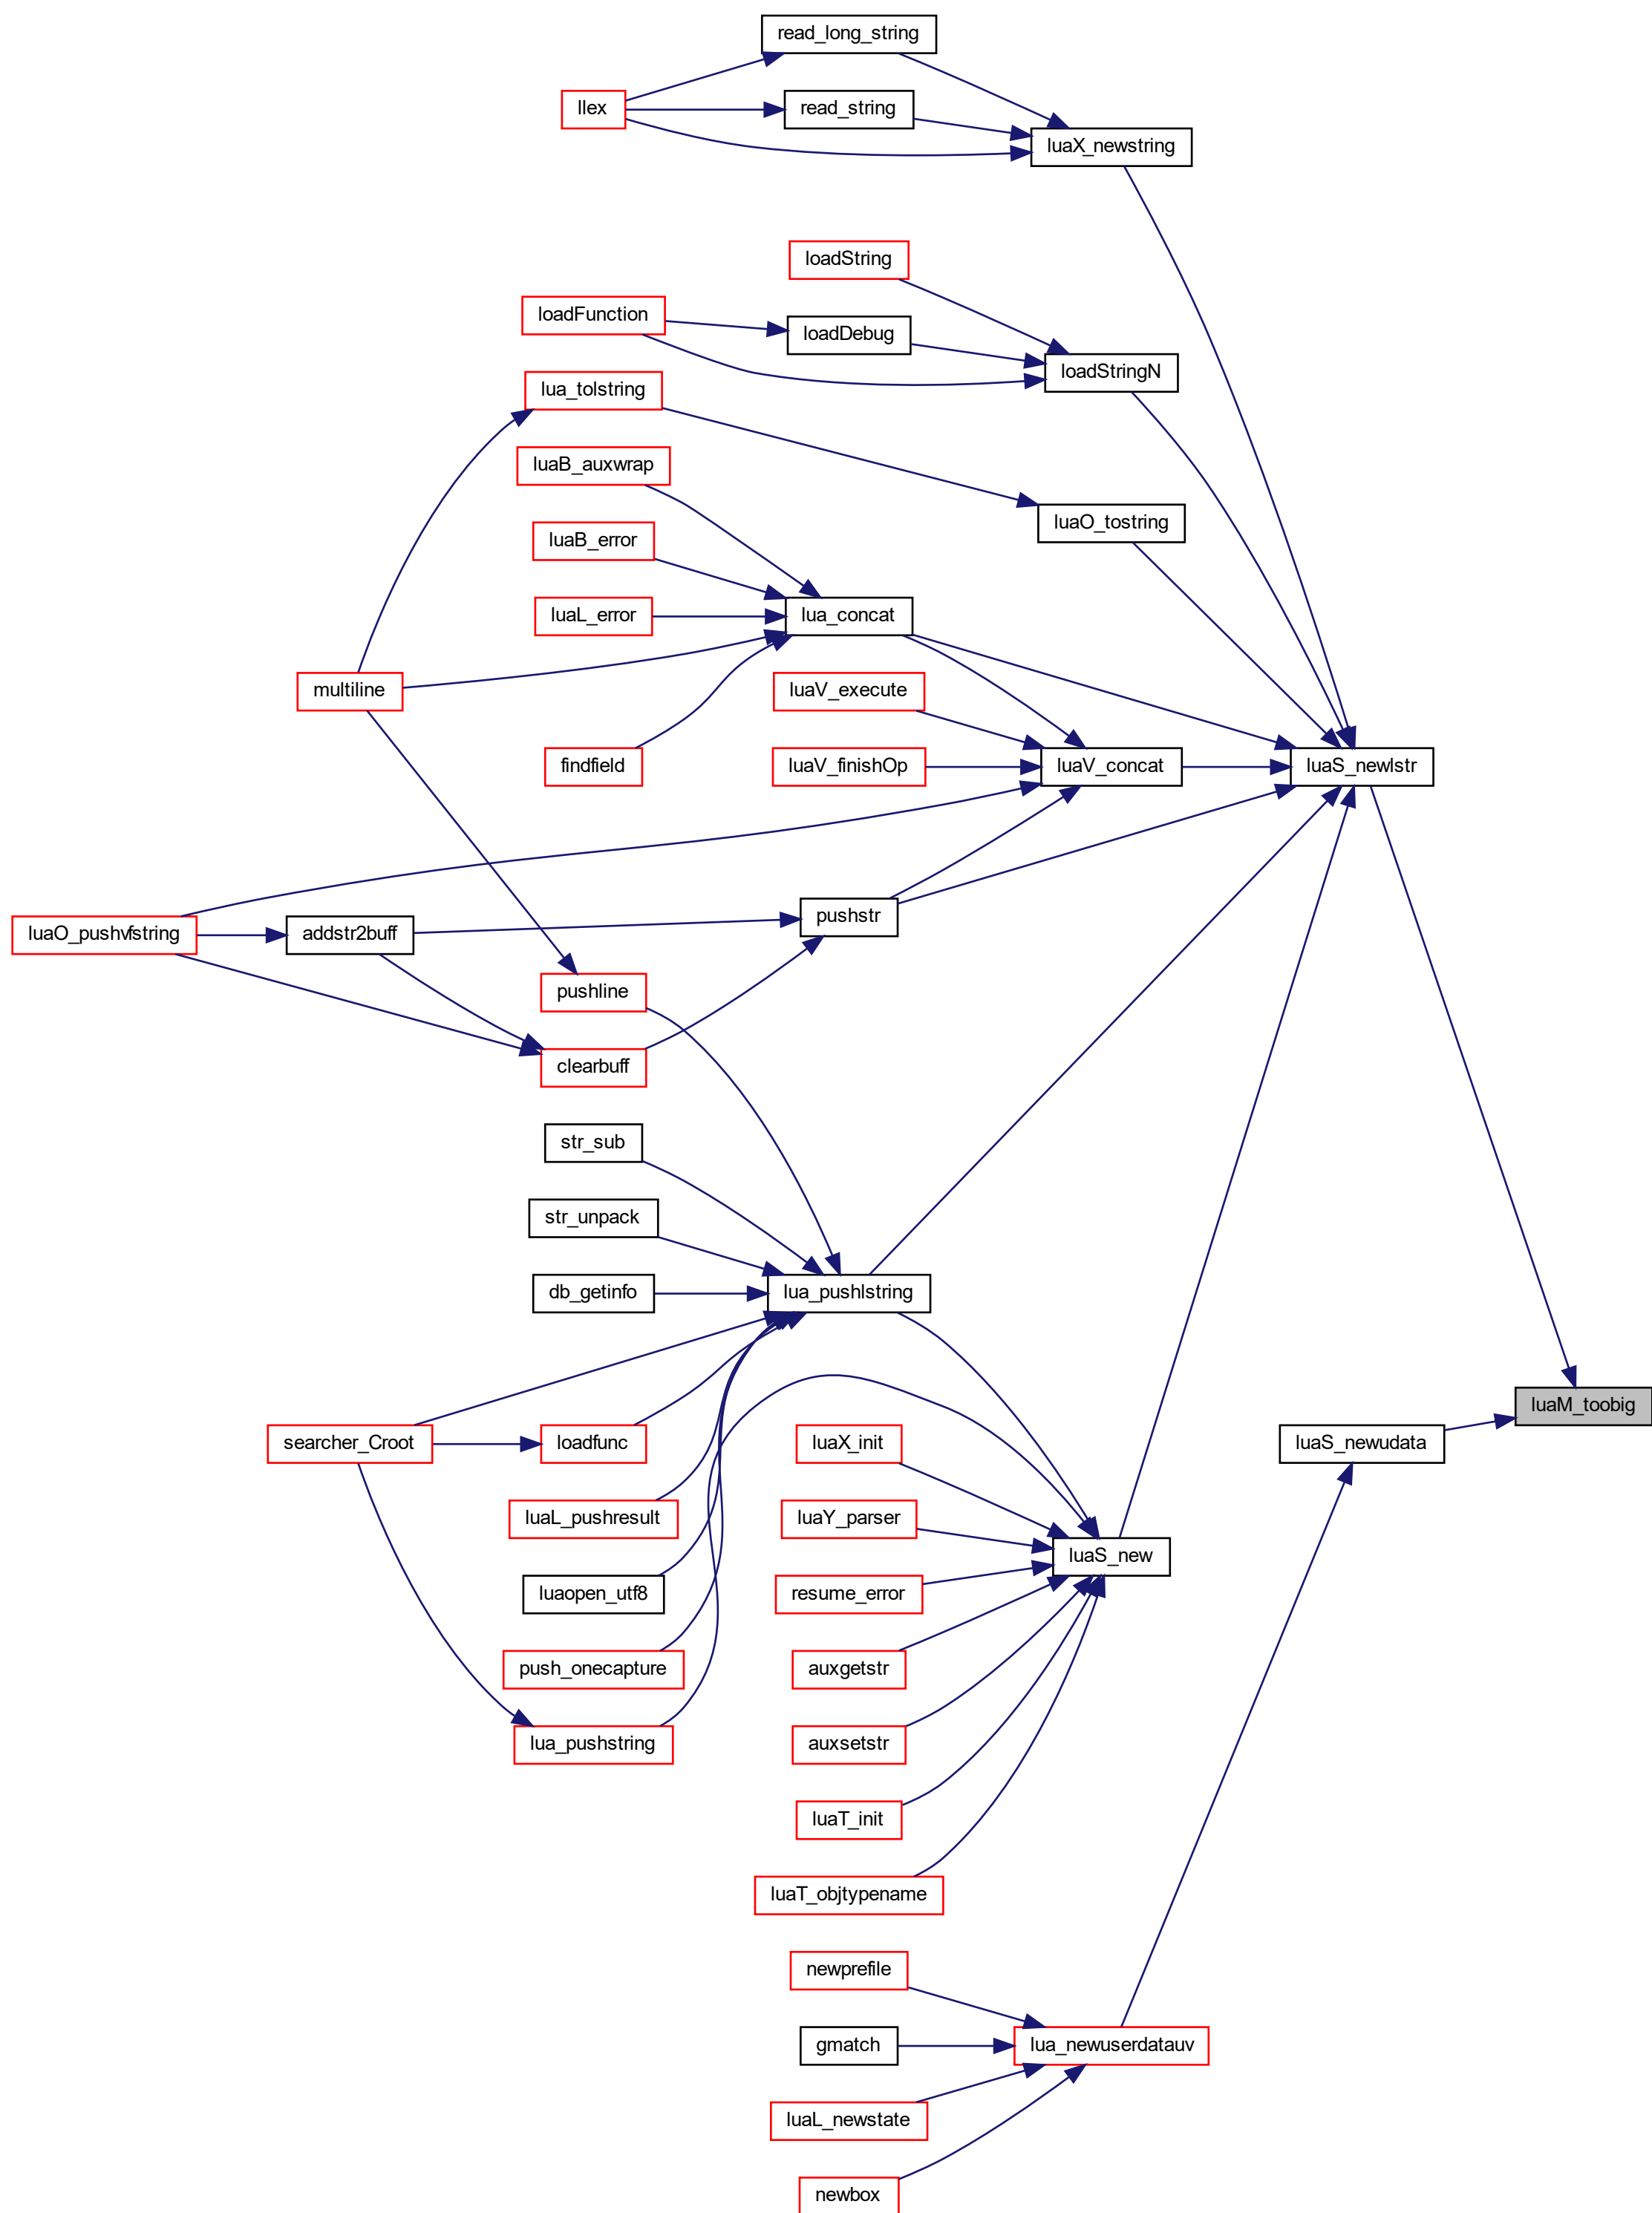 read_long_string
llex
read_string
luaX_newstring
loadString
loadFunction
loadDebug
loadStringN
lua_tolstring
luaB_auxwrap
luaO_tostring
luaB_error
luaL_error
lua_concat
multiline
luaV_execute
findfield
luaV_finishOp
luaV_concat
luaS_newlstr
pushstr
luaO_pushvfstring
addstr2buff
pushline
clearbuff
str_sub
str_unpack
db_getinfo
lua_pushlstring
luaM_toobig
searcher_Croot
loadfunc
luaX_init
luaS_newudata
luaL_pushresult
luaY_parser
luaS_new
luaopen_utf8
resume_error
push_onecapture
auxgetstr
lua_pushstring
auxsetstr
luaT_init
luaT_objtypename
newprefile
gmatch
lua_newuserdatauv
luaL_newstate
newbox